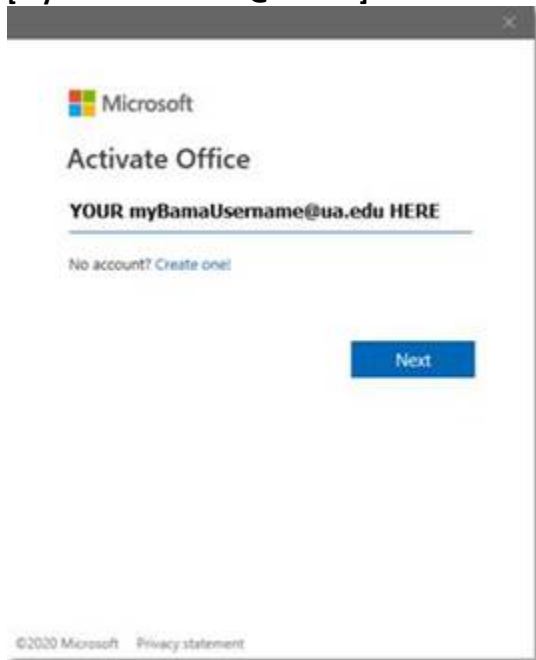 Microsoft
Activate Office
YOUR myBamaUsername@ua.edu HERE
No account? Create one!
Next
©2020 Microsoft Privacy statement